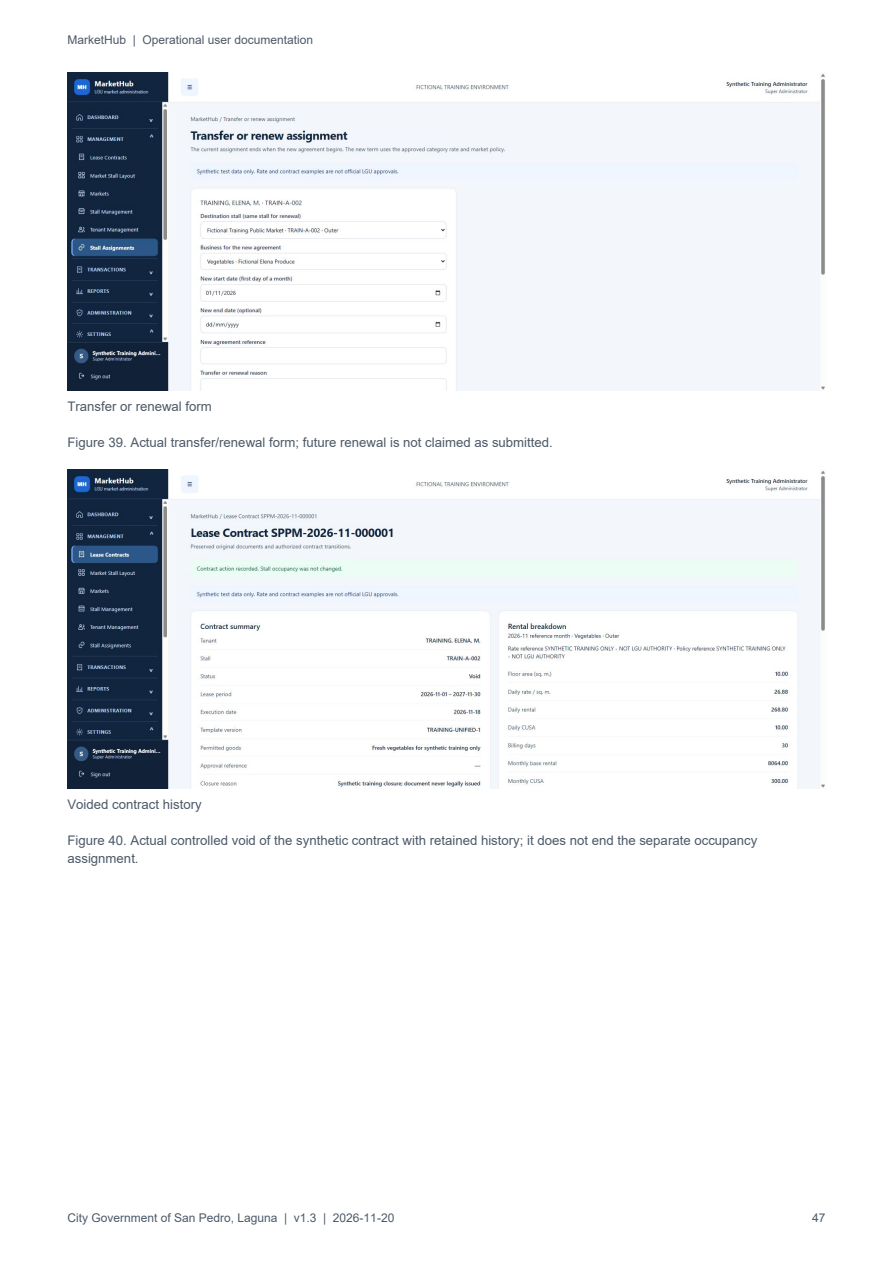 MarketHub | Operational user documentation
MH MarketHub
LGU market administration
DASHBOARD
MANAGEMENT
Lease Contracts
Market Stall Layout
Markets
Stall Management
Tenant Management
Stall Assignments
TRANSACTIONS
REPORTS
ADMINISTRATION
SETTINGS
S Synthetic Training Admini...
Super Administrator
Sign out
FICTIONAL TRAINING ENVIRONMENT
Synthetic Training Administrator
Super Administrator
MarketHub / Transfer or renew assignment
Transfer or renew assignment
The current assignment ends when the new agreement begins. The new term uses the approved category rate and market policy.
Synthetic test data only. Rate and contract examples are not official LGU approvals.
TRAINING, ELENA, M. · TRAIN-A-002
Destination stall (same stall for renewal)
Fictional Training Public Market · TRAIN-A-002 · Outer
Business for the new agreement
Vegetables · Fictional Elena Produce
New start date (first day of a month)
01/11/2026
New end date (optional)
dd/mm/yyyy
New agreement reference
Transfer or renewal reason
Transfer or renewal form
Figure 39. Actual transfer/renewal form; future renewal is not claimed as submitted.
MH MarketHub
LGU market administration
DASHBOARD
MANAGEMENT
Lease Contracts
Market Stall Layout
Markets
Stall Management
Tenant Management
Stall Assignments
TRANSACTIONS
REPORTS
ADMINISTRATION
SETTINGS
S Synthetic Training Admini...
Super Administrator
Sign out
FICTIONAL TRAINING ENVIRONMENT
Synthetic Training Administrator
Super Administrator
MarketHub / Lease Contract SPPM-2026-11-000001
Lease Contract SPPM-2026-11-000001
Preserved original documents and authorized contract transitions.
Contract action recorded. Stall occupancy was not changed.
Synthetic test data only. Rate and contract examples are not official LGU approvals.
Contract summary
Tenant TRAINING, ELENA, M.
Stall TRAIN-A-002
Status Void
Lease period 2026-11-01 – 2027-11-30
Execution date 2026-11-18
Template version TRAINING-UNIFIED-1
Permitted goods Fresh vegetables for synthetic training only
Approval reference —
Closure reason Synthetic training closure; document never legally issued
Rental breakdown
2026-11 reference month · Vegetables · Outer
Rate reference SYNTHETIC TRAINING ONLY - NOT LGU AUTHORITY · Policy reference SYNTHETIC TRAINING ONLY
- NOT LGU AUTHORITY
Floor area (sq. m.) 10.00
Daily rate / sq. m. 26.88
Daily rental 268.80
Daily CUSA 10.00
Billing days 30
Monthly base rental 8064.00
Monthly CUSA 300.00
Voided contract history
Figure 40. Actual controlled void of the synthetic contract with retained history; it does not end the separate occupancy
assignment.
City Government of San Pedro, Laguna | v1.3 | 2026-11-20
47